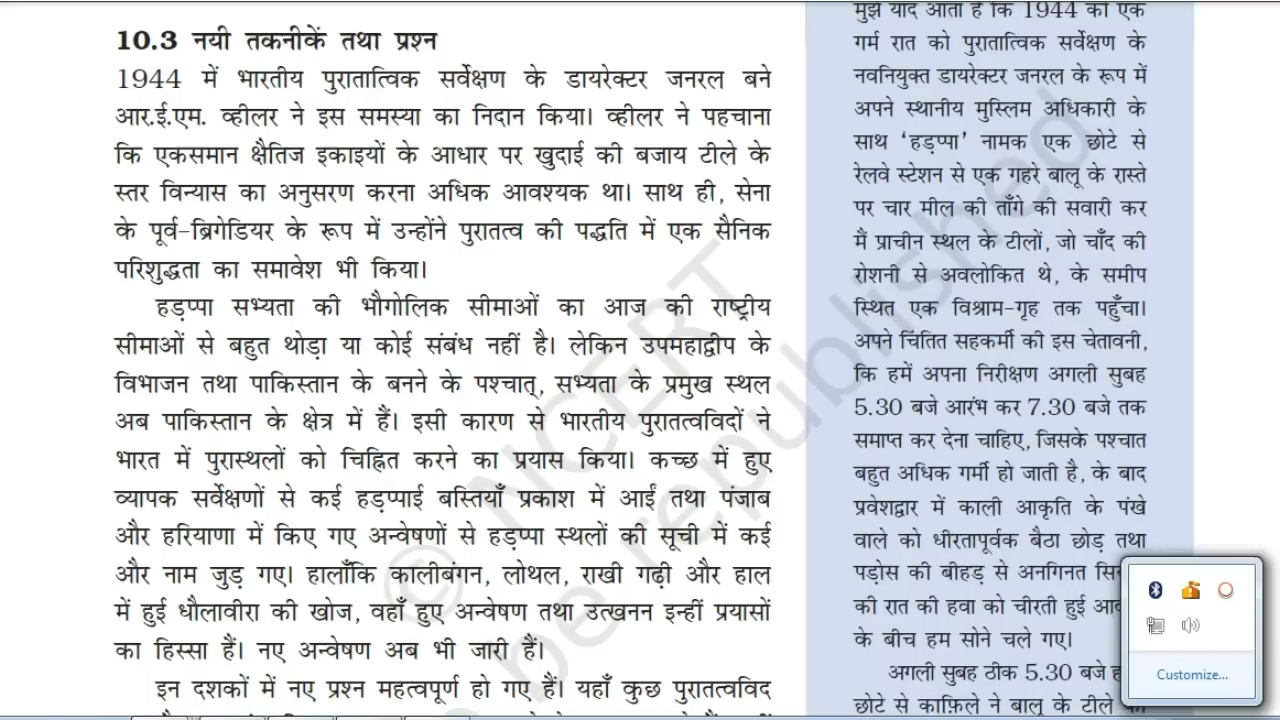 10.3 नयी तकनीकें तथा प्रश्न
1944 में भारतीय पुरातात्विक सर्वेक्षण के डायरेक्टर जनरल बने
आर.ई.एम. व्हीलर ने इस समस्या का निदान किया। व्हीलर ने पहचाना
कि एकसमान क्षैतिज इकाइयों के आधार पर खुदाई की बजाय टीले के
स्तर विन्यास का अनुसरण करना अधिक आवश्यक था। साथ ही, सेना
के पूर्व-ब्रिगेडियर के रूप में उन्होंने पुरातत्व की पद्धति में एक सैनिक
परिशुद्धता का समावेश भी किया।
हड़प्पा सभ्यता की भौगोलिक सीमाओं का आज की राष्ट्रीय
सीमाओं से बहुत थोड़ा या कोई संबंध नहीं है। लेकिन उपमहाद्वीप के
विभाजन तथा पाकिस्तान के बनने के पश्चात्, सभ्यता के प्रमुख स्थल
अब पाकिस्तान के क्षेत्र में हैं। इसी कारण से भारतीय पुरातत्वविदों ने
भारत में पुरास्थलों को चिह्नित करने का प्रयास किया। कच्छ में हुए
व्यापक सर्वेक्षणों से कई हड़प्पाई बस्तियाँ प्रकाश में आईं तथा पंजाब
और हरियाणा में किए गए अन्वेषणों से हड़प्पा स्थलों की सूची में कई
और नाम जुड़ गए। हालाँकि कालीबंगन, लोथल, राखी गढ़ी और हाल
में हुई धौलावीरा की खोज, वहाँ हुए अन्वेषण तथा उत्खनन इन्हीं प्रयासों
का हिस्सा हैं। नए अन्वेषण अब भी जारी हैं।
इन दशकों में नए प्रश्न महत्वपूर्ण हो गए हैं। यहाँ कुछ पुरातत्वविद
मुझे याद आता है कि 1944 की एक
गर्म रात को पुरातात्विक सर्वेक्षण के
नवनियुक्त डायरेक्टर जनरल के रूप में
अपने स्थानीय मुस्लिम अधिकारी के
साथ ‘हड़प्पा’ नामक एक छोटे से
रेलवे स्टेशन से एक गहरे बालू के रास्ते
पर चार मील की ताँगे की सवारी कर
मैं प्राचीन स्थल के टीलों, जो चाँद की
रोशनी से अवलोकित थे, के समीप
स्थित एक विश्राम-गृह तक पहुँचा।
अपने चिंतित सहकर्मी की इस चेतावनी,
कि हमें अपना निरीक्षण अगली सुबह
5.30 बजे आरंभ कर 7.30 बजे तक
समाप्त कर देना चाहिए, जिसके पश्चात
बहुत अधिक गर्मी हो जाती है, के बाद
प्रवेशद्वार में काली आकृति के पंखे
वाले को धीरतापूर्वक बैठा छोड़ तथा
पड़ोस की बीहड़ से अनगिनत
की रात की हवा को चीरती हुई
के बीच हम सोने चले गए।
अगली सुबह ठीक 5.30 बजे
छोटे से काफ़िले ने बालू के टीले
Customize...
© NCERT
be republished